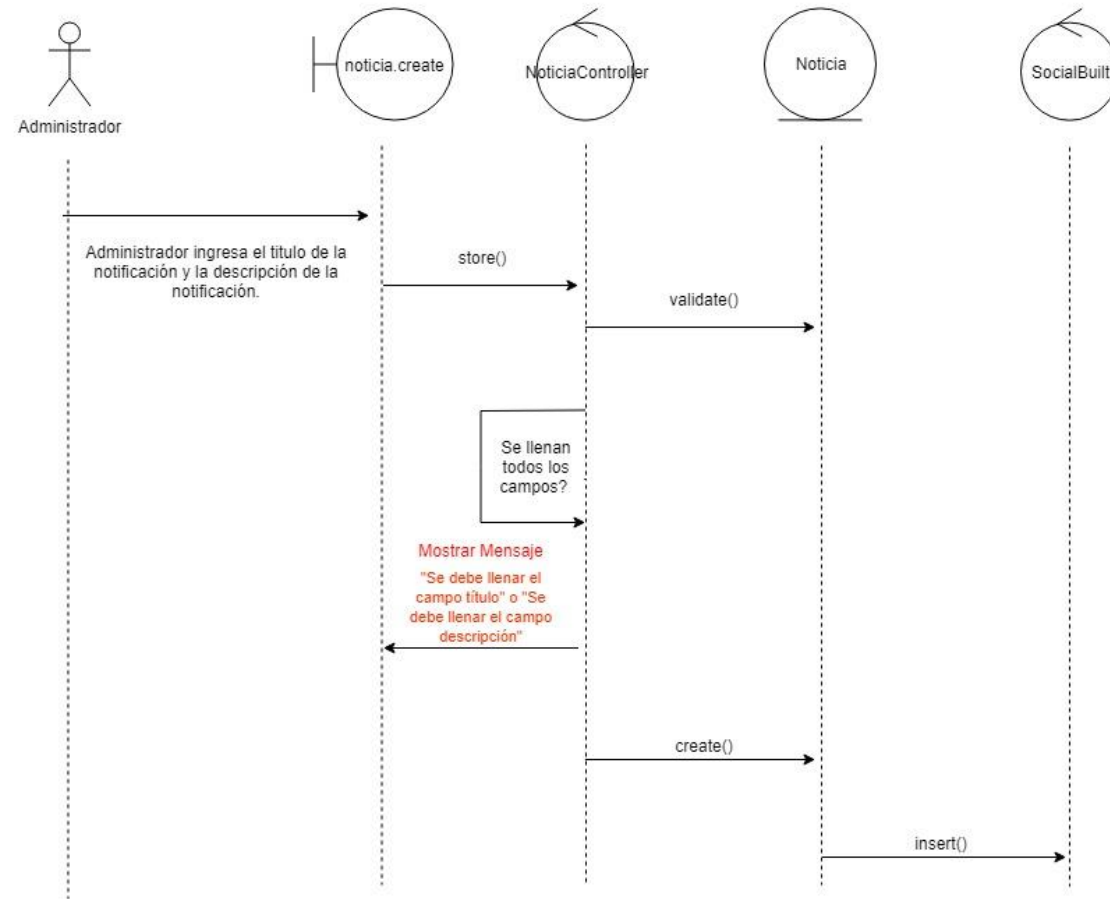 noticia.create
NoticiaController
Noticia
SocialBuilt
Administrador
Administrador ingresa el titulo de la
notificación y la descripción de la
notificación.
store()
validate()
Se llenan
todos los
campos?
Mostrar Mensaje
"Se debe llenar el
campo título" o "Se
debe llenar el campo
descripción"
create()
insert()